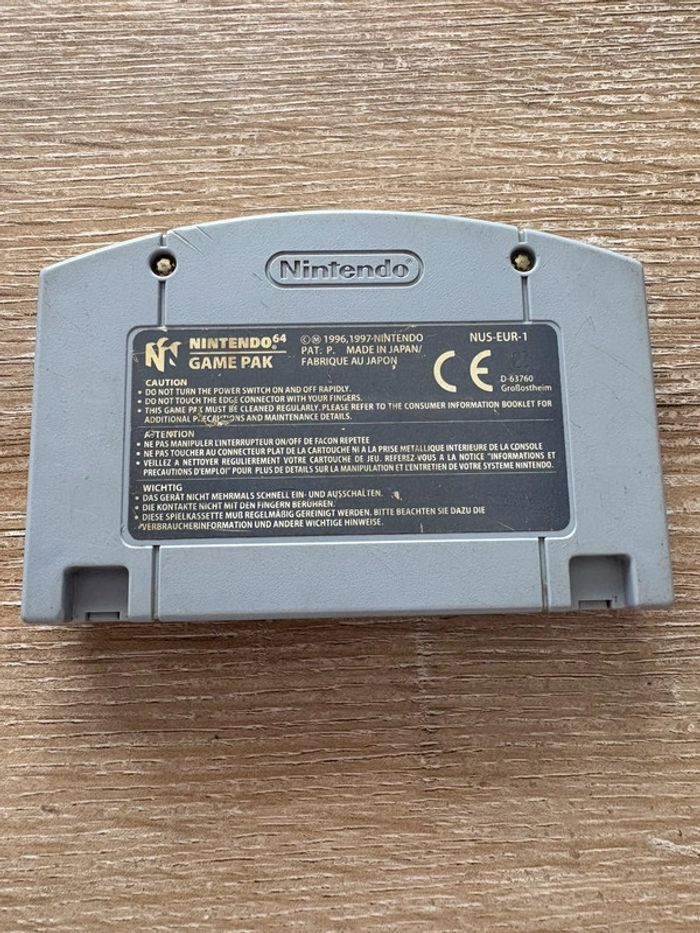 Nintendo
NINTENDO 64
GAME PAK
©Ⓜ 1996,1997 NINTENDO
PAT. P. MADE IN JAPAN/
FABRIQUE AU JAPON
NUS-EUR-1
CE
D-63760
Großostheim
CAUTION
• DO NOT TURN THE POWER SWITCH ON AND OFF RAPIDLY.
• DO NOT TOUCH THE EDGE CONNECTOR WITH YOUR FINGERS.
• THIS GAME PAK MUST BE CLEANED REGULARLY. PLEASE REFER TO THE CONSUMER INFORMATION BOOKLET FOR
ADDITIONAL PRECAUTIONS AND MAINTENANCE DETAILS.
ATTENTION
• NE PAS MANIPULER L'INTERRUPTEUR ON/OFF DE FACON REPETEE
• NE PAS TOUCHER AU CONNECTEUR PLAT DE LA CARTOUCHE NI A LA PRISE METALLIQUE INTERIEURE DE LA CONSOLE
• VEILLEZ A NETTOYER REGULIEREMENT VOTRE CARTOUCHE DE JEU. REFEREZ-VOUS A LA NOTICE "INFORMATIONS ET
PRECAUTIONS D'EMPLOI" POUR PLUS DE DETAILS SUR LA MANIPULATION ET L'ENTRETIEN DE VOTRE SYSTEME NINTENDO.
WICHTIG
• DAS GERÄT NICHT MEHRMALS SCHNELL EIN- UND AUSSCHALTEN.
• DIE KONTAKTE NICHT MIT DEN FINGERN BERÜHREN.
• DIESE SPIELKASSETTE MUß REGELMÄßIG GEREINIGT WERDEN. BITTE BEACHTEN SIE DAZU DIE
VERBRAUCHERINFORMATION UND ANDERE WICHTIGE HINWEISE.